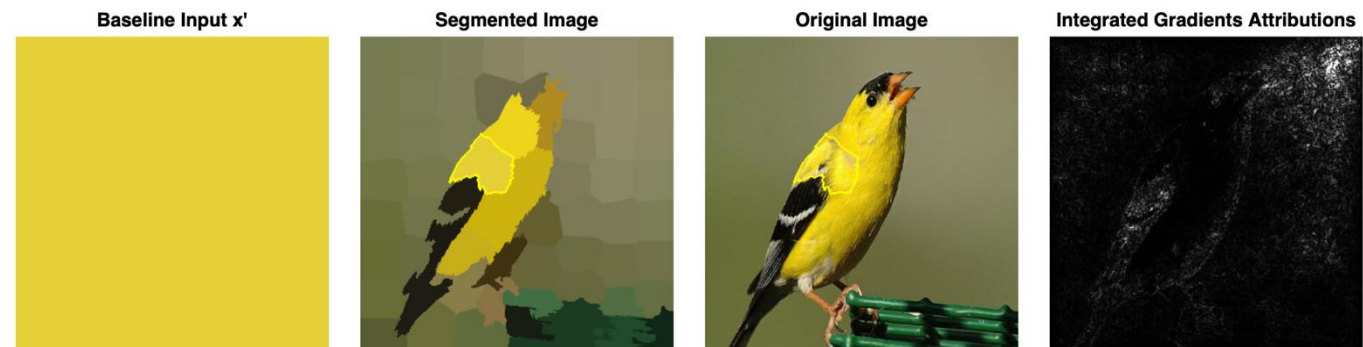 Baseline Input x'
Segmented Image
Original Image
Integrated Gradients Attributions